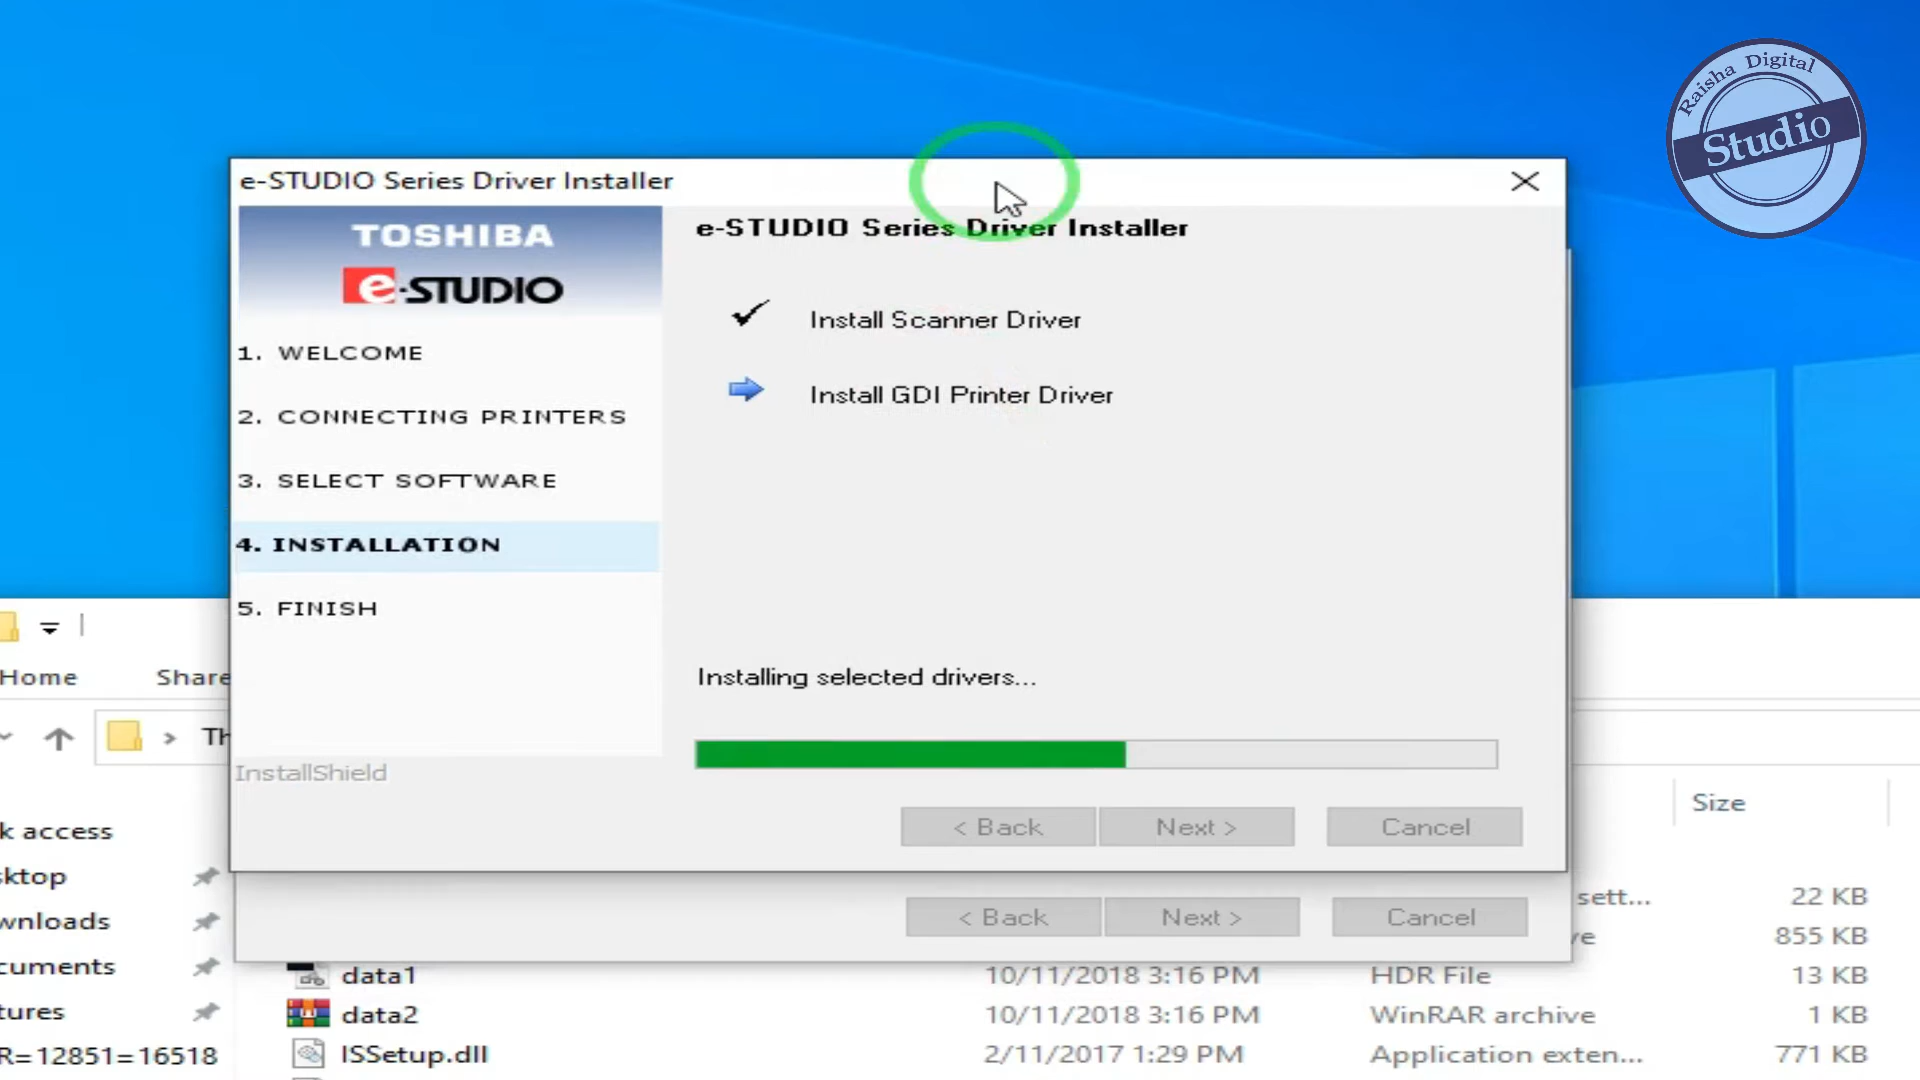 Raisha Digital
Studio
e-STUDIO Series Driver Installer
TOSHIBA
e-STUDIO
1. WELCOME
2. CONNECTING PRINTERS
3. SELECT SOFTWARE
4. INSTALLATION
5. FINISH
InstallShield
e-STUDIO Series Driver Installer
Install Scanner Driver
Install GDI Printer Driver
Installing selected drivers...
< Back Next > Cancel
< Back Next > Cancel
Home Share
> Th
Size
k access
sktop
wnloads
cuments
tures
R=12851=16518
sett... 22 KB
ve 855 KB
data1 10/11/2018 3:16 PM HDR File 13 KB
data2 10/11/2018 3:16 PM WinRAR archive 1 KB
ISSetup.dll 2/11/2017 1:29 PM Application exten... 771 KB